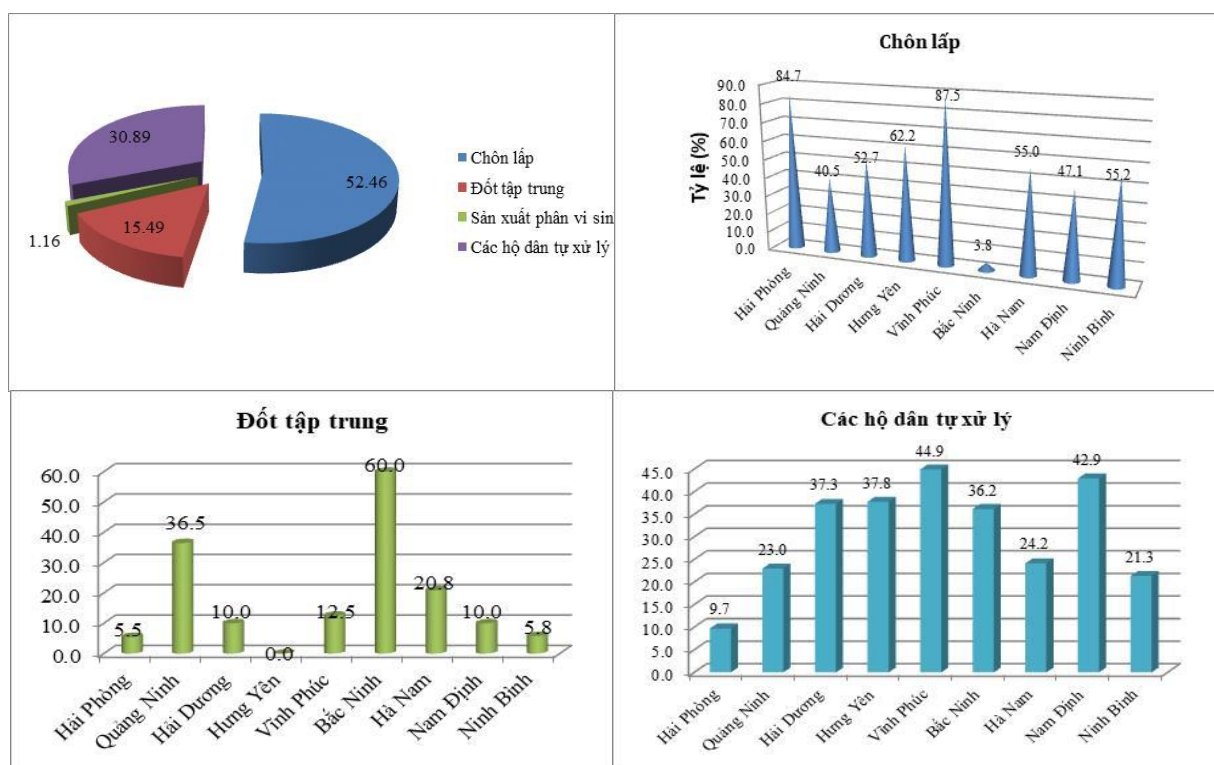 30.89
52.46
15.49
1.16
Chôn lấp
Đốt tập trung
Sản xuất phân vi sin
Các hộ dân tự xử lý
Chôn lấp
Tỷ lệ (%)
90.0
80.0
70.0
60.0
50.0
40.0
30.0
20.0
10.0
0.0
84.7
40.5
52.7
62.2
87.5
3.8
55.0
47.1
55.2
Hải Phòng
Quảng Ninh
Hải Dương
Hưng Yên
Vĩnh Phúc
Bắc Ninh
Hà Nam
Nam Định
Ninh Bình
Đốt tập trung
60.0
50.0
40.0
30.0
20.0
10.0
0.0
5.5
36.5
10.0
0.0
12.5
60.0
20.8
10.0
5.8
Hải Phòng
Quảng Ninh
Hải Dương
Hưng Yên
Vĩnh Phúc
Bắc Ninh
Hà Nam
Nam Định
Ninh Bình
Các hộ dân tự xử lý
45.0
40.0
35.0
30.0
25.0
20.0
15.0
10.0
5.0
0.0
9.7
23.0
37.3
37.8
44.9
36.2
24.2
42.9
21.3
Hải Phòng
Quảng Ninh
Hải Dương
Hưng Yên
Vĩnh Phúc
Bắc Ninh
Hà Nam
Nam Định
Ninh Bình